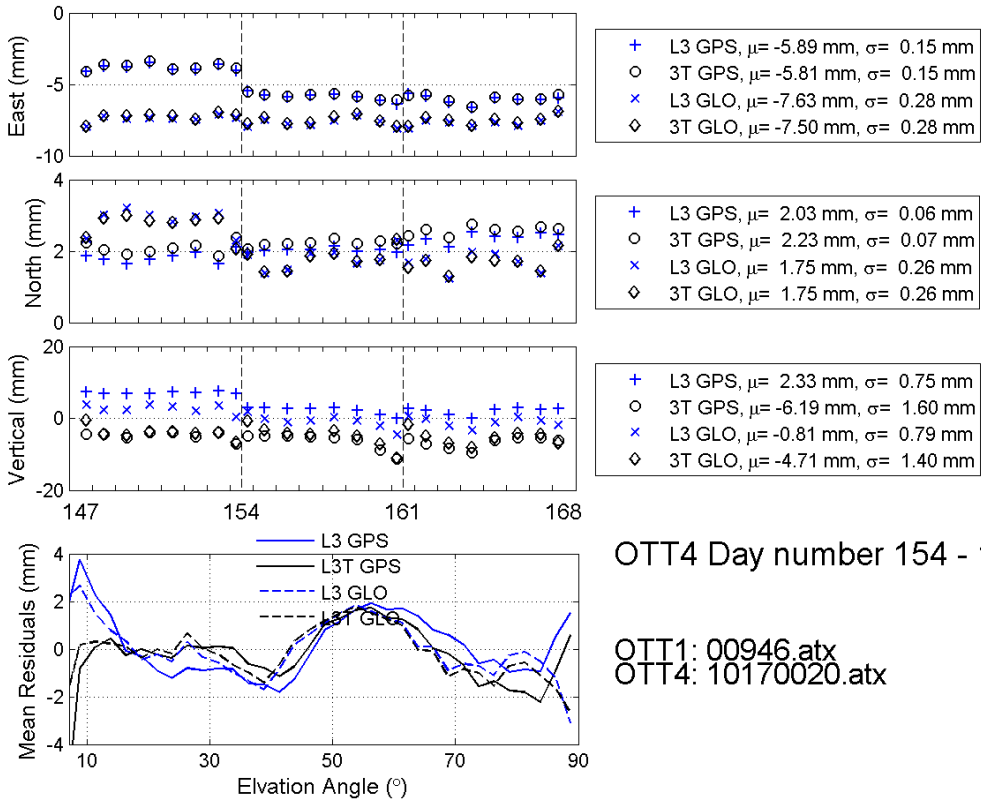 0
-5
-10
East (mm)
+ L3 GPS, μ= -5.89 mm, σ= 0.15 mm
○ 3T GPS, μ= -5.81 mm, σ= 0.15 mm
× L3 GLO, μ= -7.63 mm, σ= 0.28 mm
◇ 3T GLO, μ= -7.50 mm, σ= 0.28 mm
4
2
0
North (mm)
+ L3 GPS, μ= 2.03 mm, σ= 0.06 mm
○ 3T GPS, μ= 2.23 mm, σ= 0.07 mm
× L3 GLO, μ= 1.75 mm, σ= 0.26 mm
◇ 3T GLO, μ= 1.75 mm, σ= 0.26 mm
20
0
-20
Vertical (mm)
+ L3 GPS, μ= 2.33 mm, σ= 0.75 mm
○ 3T GPS, μ= -6.19 mm, σ= 1.60 mm
× L3 GLO, μ= -0.81 mm, σ= 0.79 mm
◇ 3T GLO, μ= -4.71 mm, σ= 1.40 mm
147 154 161 168
L3 GPS
L3T GPS
L3 GLO
L3T GLO
4
2
0
-2
-4
Mean Residuals (mm)
10 30 50 70 90
Elvation Angle (°)
OTT4 Day number 154 -
OTT1: 00946.atx
OTT4: 10170020.atx